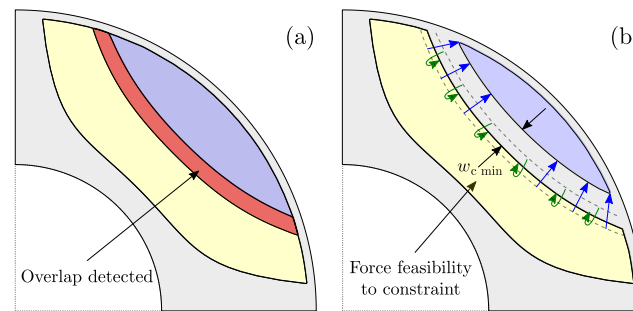 (a)
Overlap detected
(b
w_c min
Force feasibility
to constraint